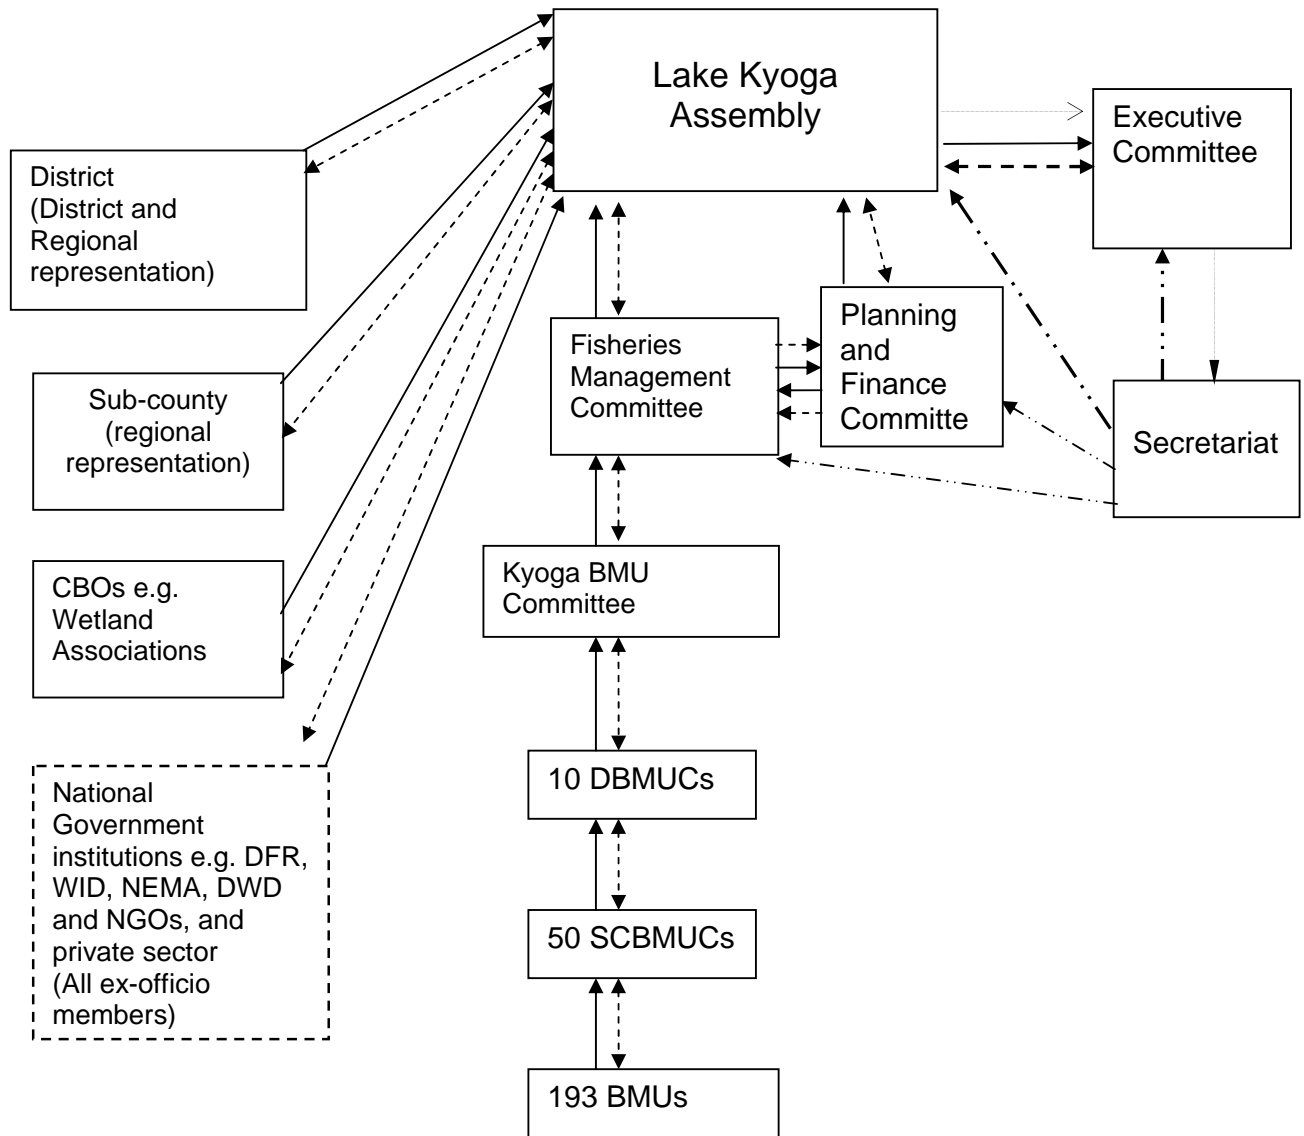 Lake Kyoga
Assembly
Executive
Committee
District
(District and
Regional
representation)
Planning
and
Finance
Committe
Fisheries
Management
Committee
Sub-county
(regional
representation)
Secretariat
Kyoga BMU
Committee
CBOs e.g.
Wetland
Associations
10 DBMUCs
National
Government
institutions e.g. DFR,
WID, NEMA, DWD
and NGOs, and
private sector
(All ex-officio
members)
50 SCBMUCs
193 BMUs